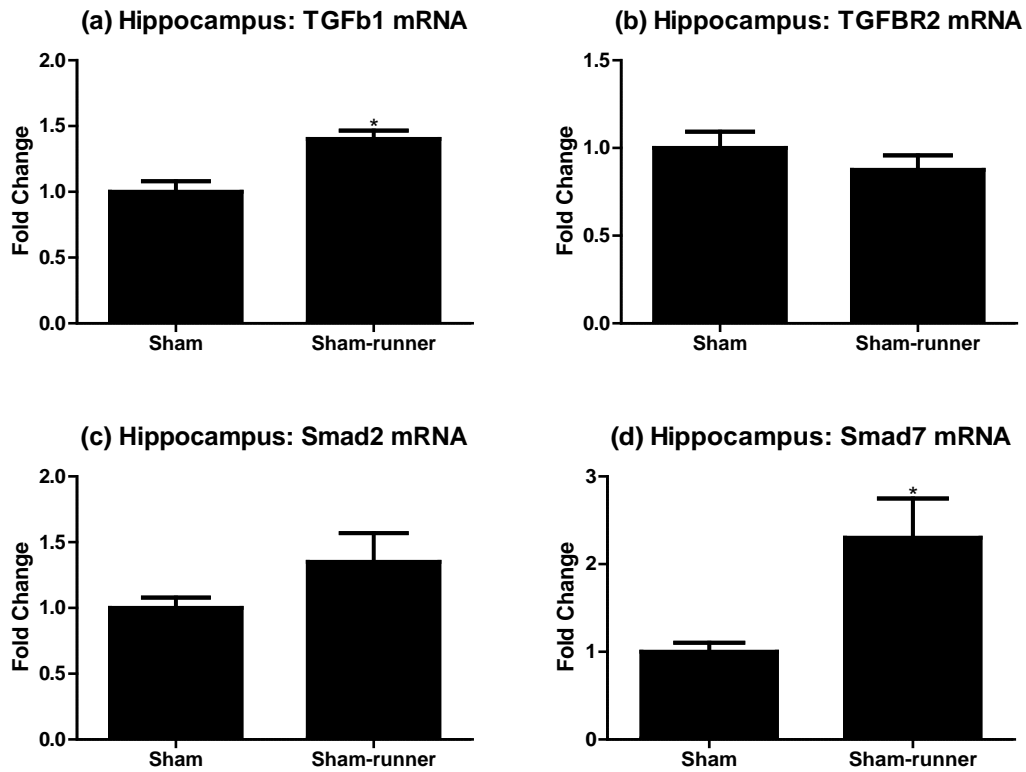 (a) Hippocampus: TGFb1 mRNA
2.0
1.5
1.0
0.5
0.0
Fold Change
*
Sham
Sham-runner
(b) Hippocampus: TGFBR2 mRNA
1.5
1.0
0.5
0.0
Fold Change
Sham
Sham-runner
(c) Hippocampus: Smad2 mRNA
2.0
1.5
1.0
0.5
0.0
Fold Change
Sham
Sham-runner
(d) Hippocampus: Smad7 mRNA
3
2
1
0
Fold Change
*
Sham
Sham-runner